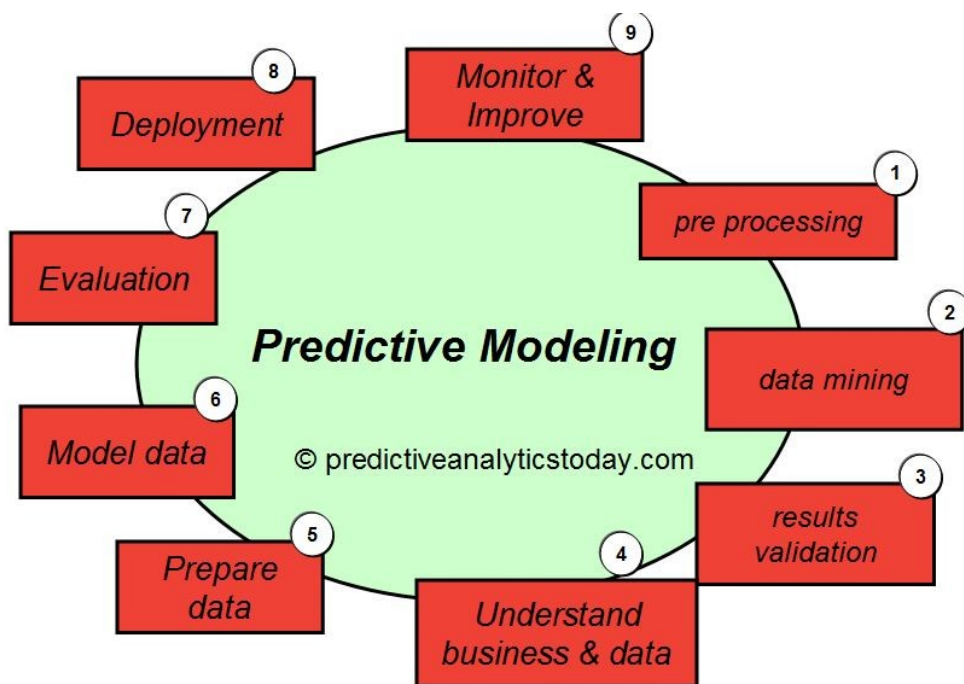 9
Monitor &
Improve
8
Deployment
1
pre processing
7
Evaluation
2
data mining
Predictive Modeling
6
Model data
© predictiveanalyticstoday.com
3
results
validation
5
Prepare
data
4
Understand
business & data